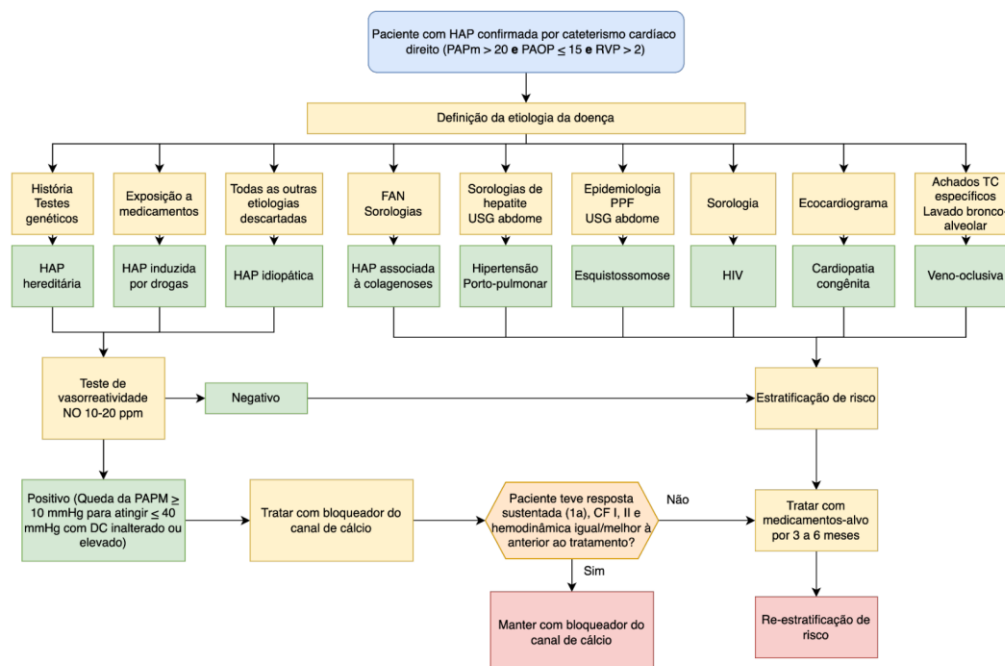 Paciente com HAP confirmada por cateterismo cardíaco
direito (PAPm > 20 e PAOP ≤ 15 e RVP > 2)
Definição da etiologia da doença
História
Testes
genéticos
Exposição a
medicamentos
Todas as outras
etiologias
descartadas
FAN
Sorologias
Sorologias de
hepatite
USG abdome
Epidemiologia
PPF
USG abdome
Sorologia
Ecocardiograma
Achados TC
específicos
Lavado bronco-
alveolar
HAP
hereditária
HAP induzida
por drogas
HAP idiopática
HAP associada
à colagenoses
Hipertensão
Porto-pulmonar
Esquistossomose
HIV
Cardiopatia
congênita
Veno-oclusiva
Teste de
vasorreatividade
NO 10-20 ppm
Negativo
Estratificação de risco
Positivo (Queda da PAPM ≥
10 mmHg para atingir ≤ 40
mmHg com DC inalterado ou
elevado)
Tratar com bloqueador do
canal de cálcio
Paciente teve resposta
sustentada (1a), CF I, II e
hemodinâmica igual/melhor à
anterior ao tratamento?
Não
Tratar com
medicamentos-alvo
por 3 a 6 meses
Sim
Manter com bloqueador do
canal de cálcio
Re-estratificação de
risco